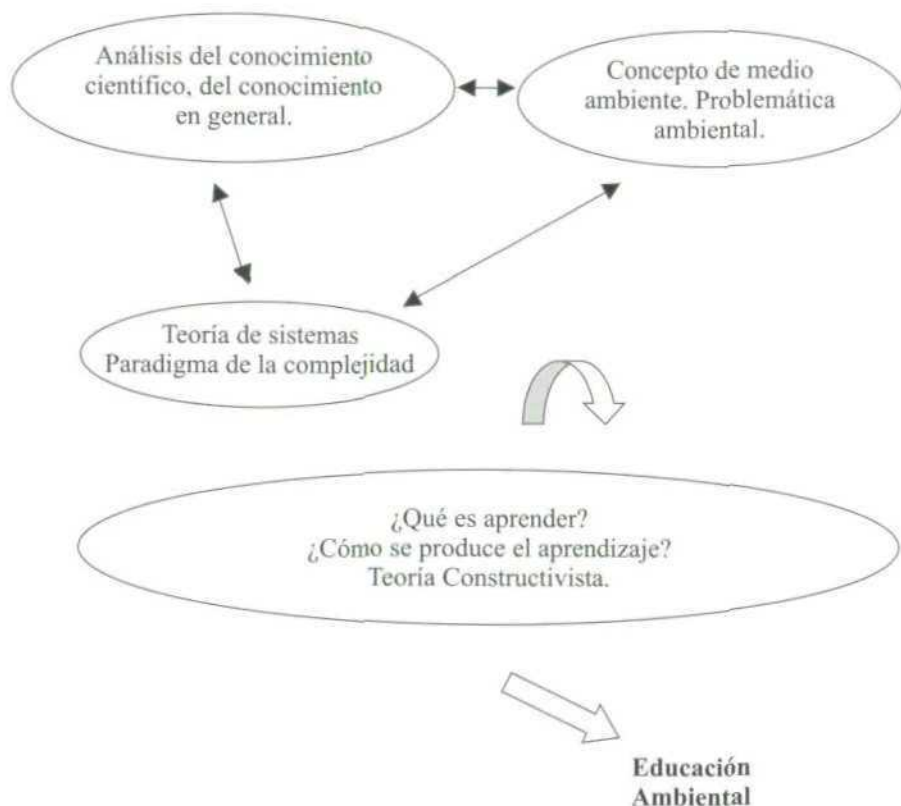 Análisis del conocimiento
científico, del conocimiento
en general.
Concepto de medio
ambiente. Problemática
ambiental.
Teoría de sistemas
Paradigma de la complejidad
¿Qué es aprender?
¿Cómo se produce el aprendizaje?
Teoría Constructivista.
Educación
Ambiental